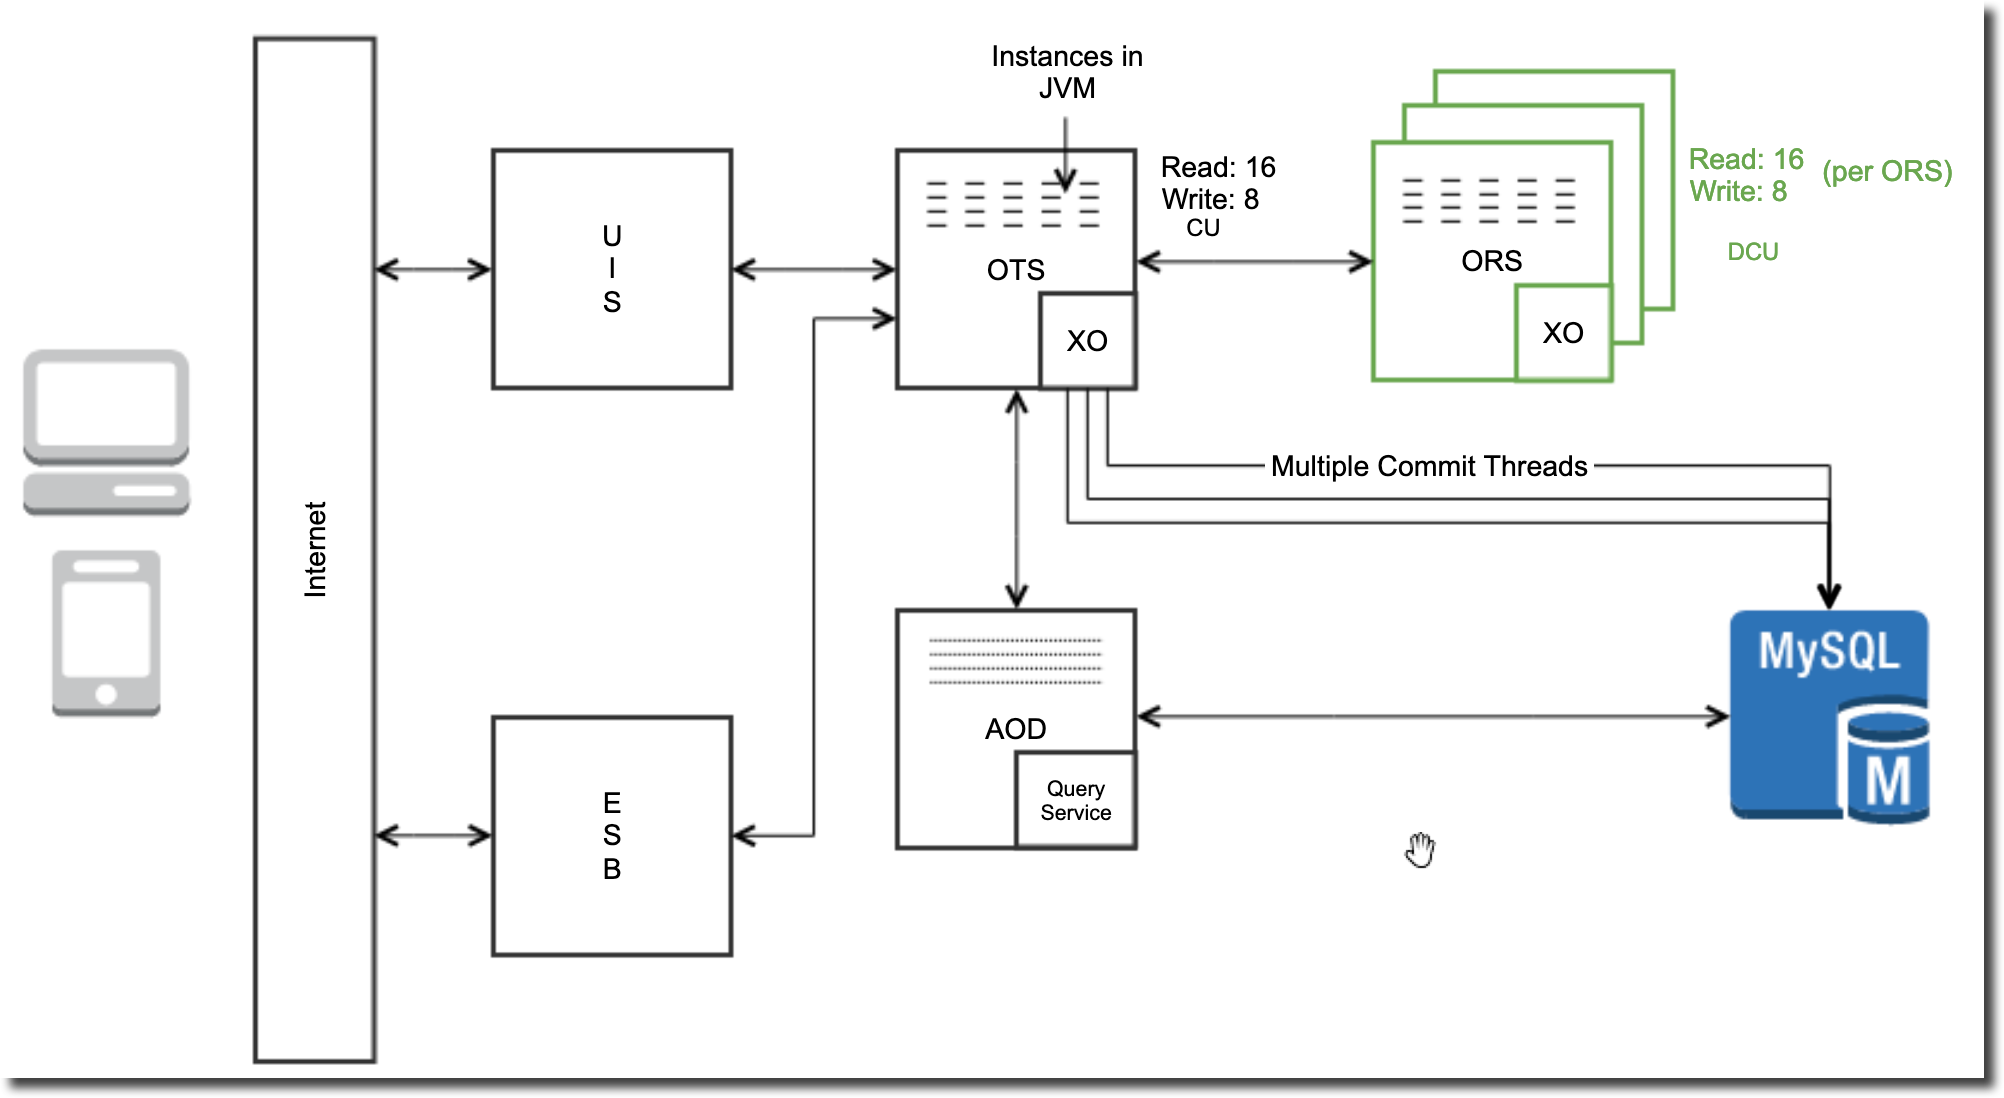 Instances in
JVM
Internet
U
I
S
OTS
XO
Read: 16
Write: 8
CU
ORS
XO
Read: 16
Write: 8
(per ORS)
DCU
Multiple Commit Threads
E
S
B
AOD
Query
Service
MySQL
M